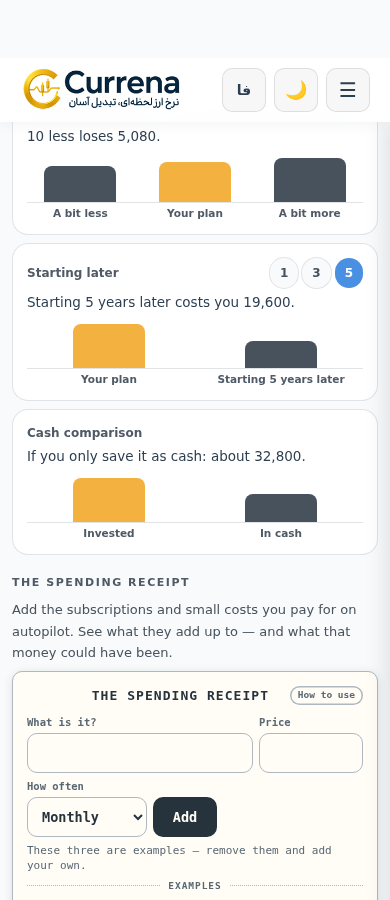 Currena
نرخ ارز لحظه‌ای، تبدیل آسان
فا
10 less loses 5,080.
A bit less
Your plan
A bit more
Starting later
1
3
5
Starting 5 years later costs you 19,600.
Your plan
Starting 5 years later
Cash comparison
If you only save it as cash: about 32,800.
Invested
In cash
THE SPENDING RECEIPT
Add the subscriptions and small costs you pay for on
autopilot. See what they add up to — and what that
money could have been.
THE SPENDING RECEIPT
How to use
What is it?
Price
How often
Monthly
Add
These three are examples — remove them and add
your own.
EXAMPLES